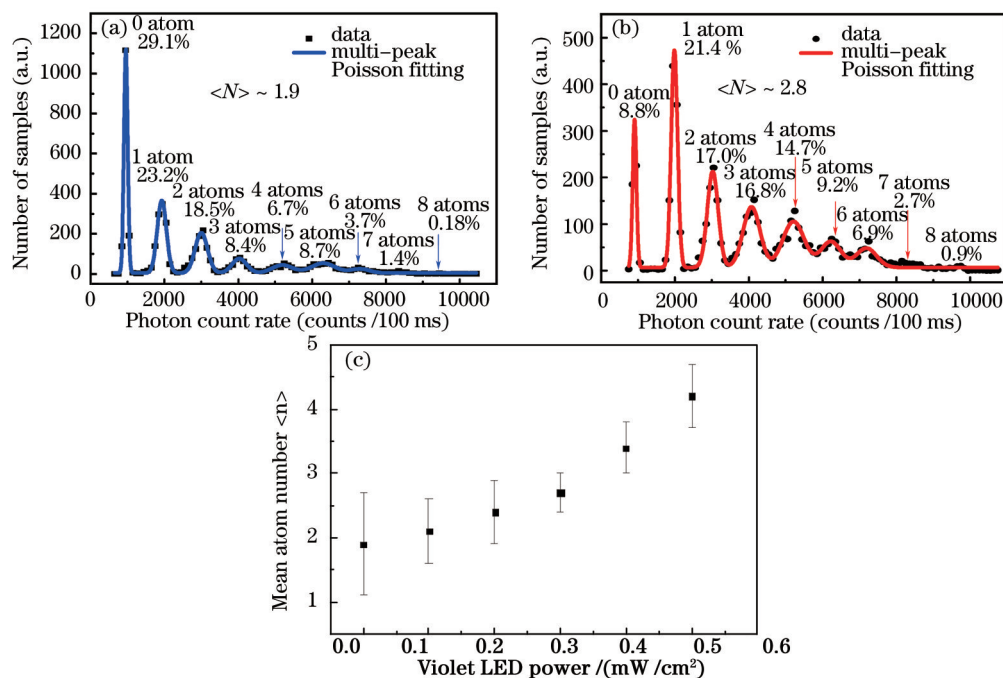 (a)
0 atom
29.1%
data
multi-peak
Poisson fitting
<N> ~ 1.9
1 atom
23.2%
2 atoms
18.5%
3 atoms
8.4%
4 atoms
6.7%
5 atoms
8.7%
6 atoms
3.7%
7 atoms
1.4%
8 atoms
0.18%
1200
1000
800
600
400
200
0
Number of samples (a.u.)
0 2000 4000 6000 8000 10000
Photon count rate (counts /100 ms)
(b)
1 atom
21.4 %
data
multi-peak
Poisson fitting
<N> ~ 2.8
0 atom
8.8%
2 atoms
17.0%
3 atoms
16.8%
4 atoms
14.7%
5 atoms
9.2%
6 atoms
6.9%
7 atoms
2.7%
8 atoms
0.9%
500
400
300
200
100
0
Number of samples (a.u.)
0 2000 4000 6000 8000 10000
Photon count rate (counts /100 ms)
(c)
5
4
3
2
1
Mean atom number <n>
0.0 0.1 0.2 0.3 0.4 0.5 0.6
Violet LED power /(mW /cm²)